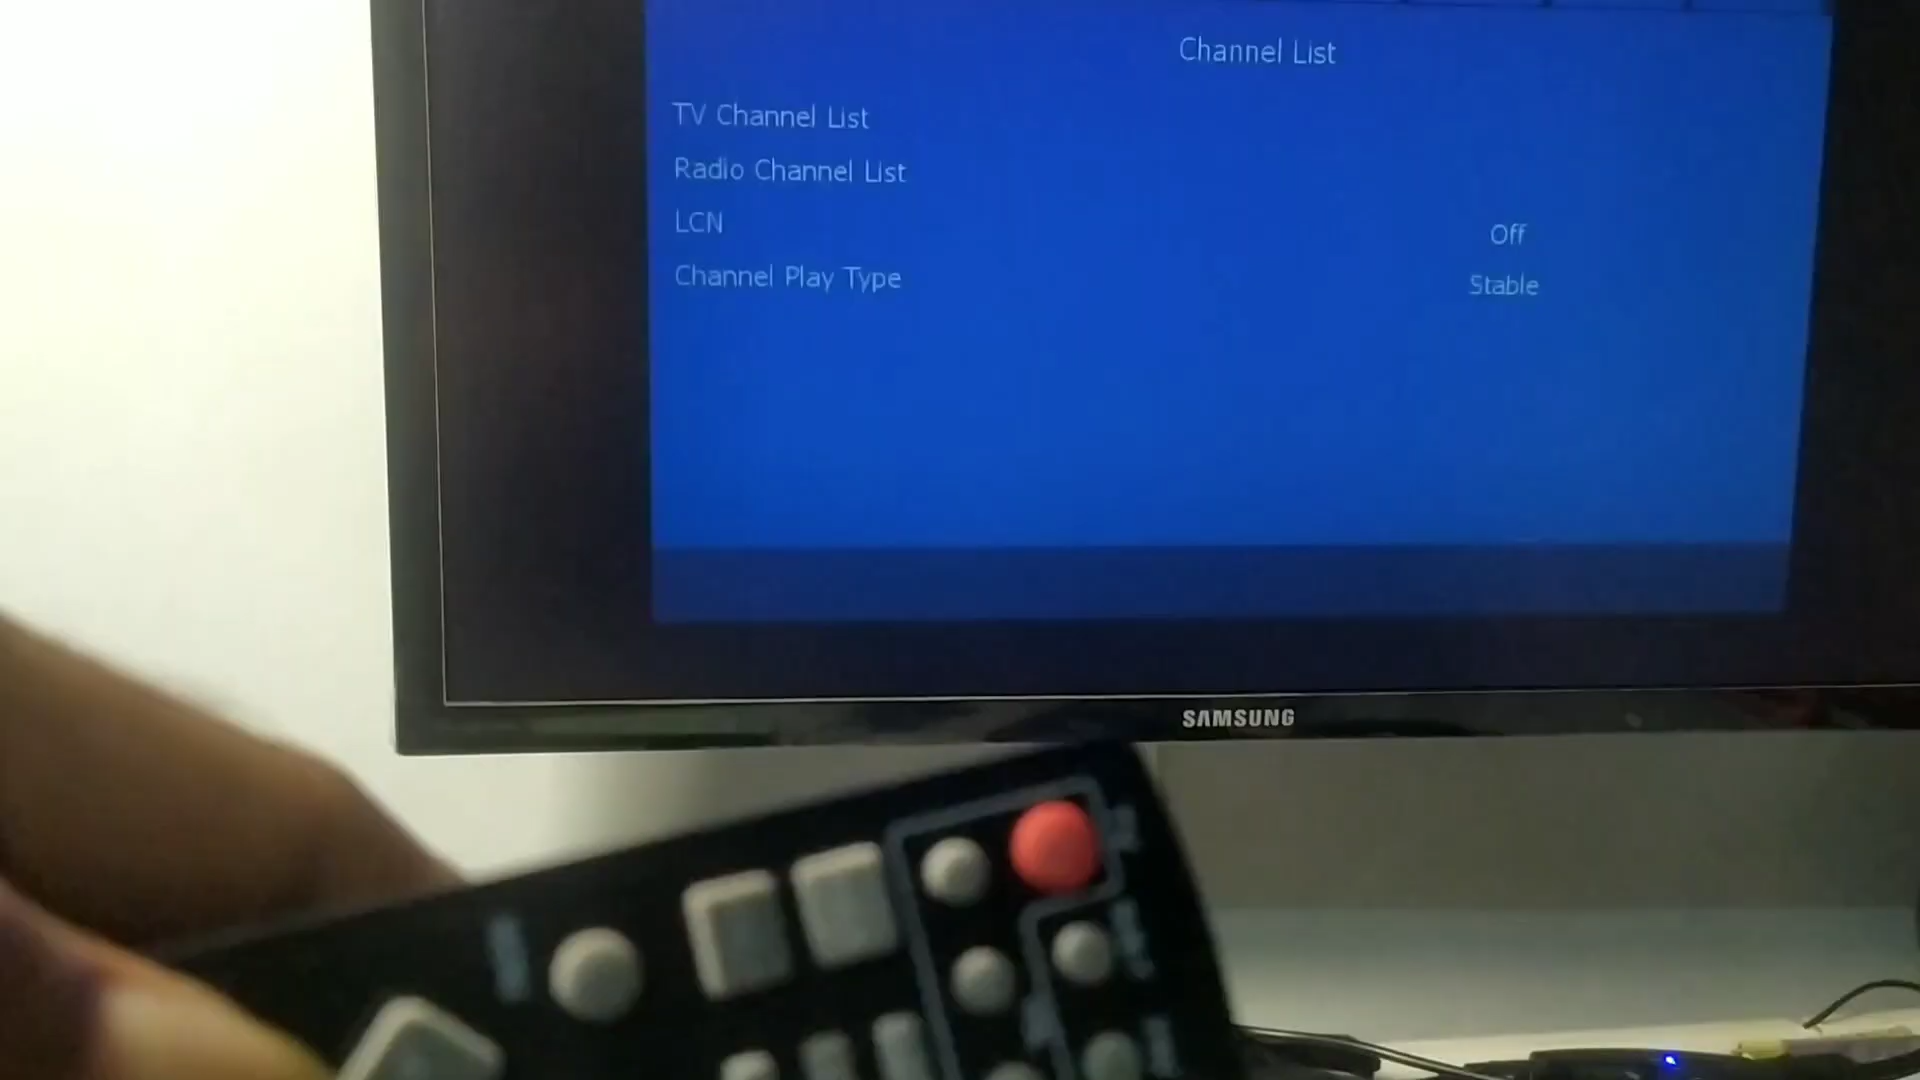 Channel List
TV Channel List
Radio Channel List
LCN Off
Channel Play Type Stable
SAMSUNG